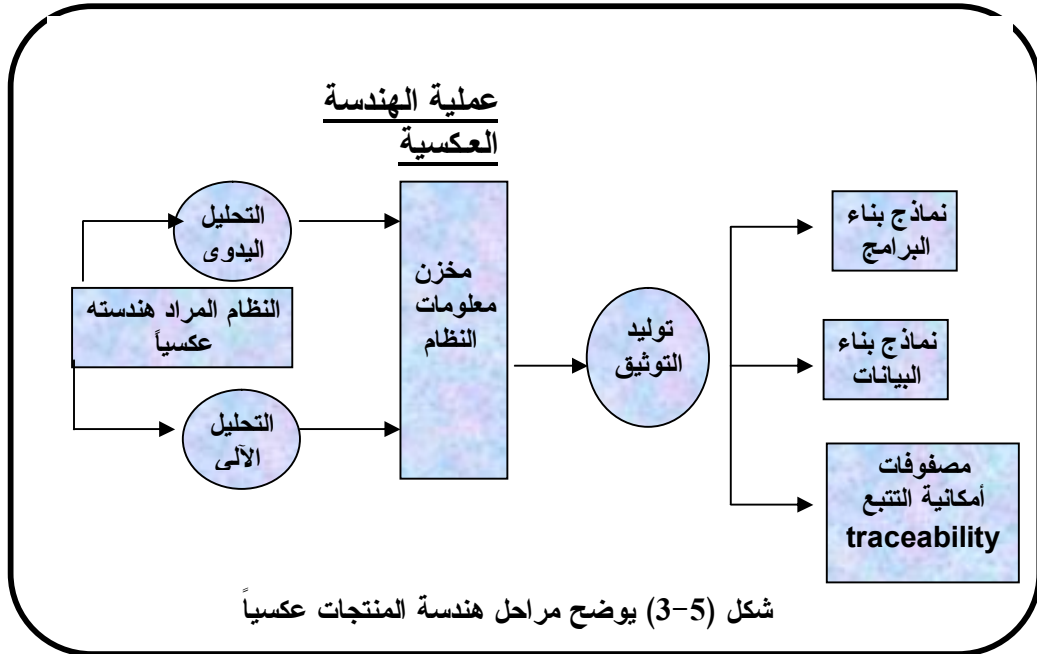 عملية الهندسة
العكسية
التحليل
اليدوى
النظام المراد هندسته
عكسياً
التحليل
الآلى
مخزن
معلومات
النظام
توليد
التوثيق
نماذج بناء
البرامج
نماذج بناء
البيانات
مصفوفات
أمكانية التتبع
traceability
شكل (5-3) يوضح مراحل هندسة المنتجات عكسياً